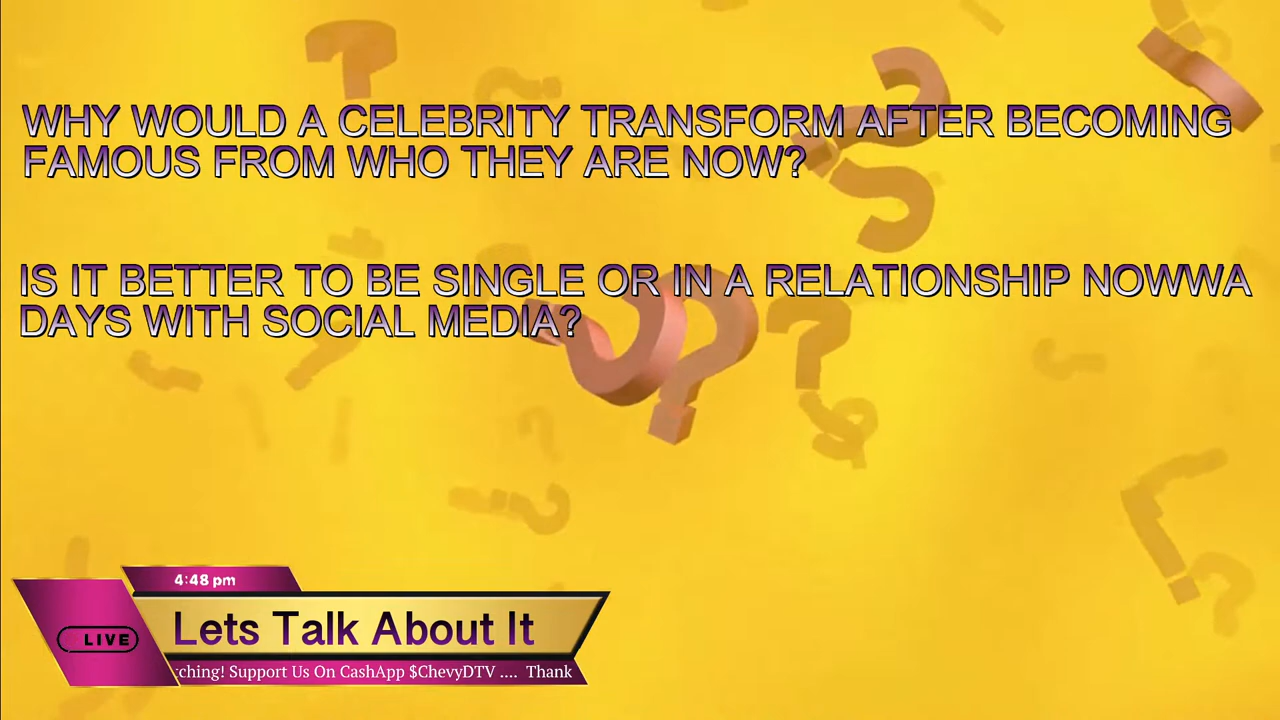 WHY WOULD A CELEBRITY TRANSFORM AFTER BECOMING
FAMOUS FROM WHO THEY ARE NOW?
IS IT BETTER TO BE SINGLE OR IN A RELATIONSHIP NOWWA
DAYS WITH SOCIAL MEDIA?
4:48 pm
LIVE
Lets Talk About It
tching! Support Us On CashApp $ChevyDTV .... Thank